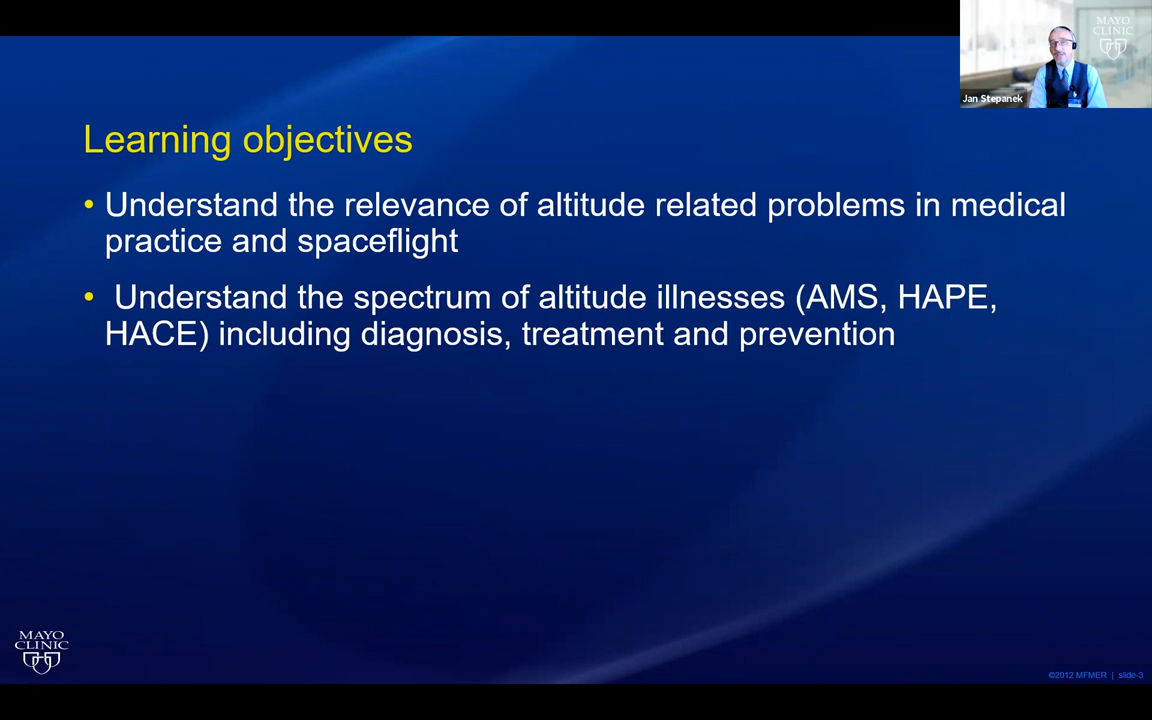 MAYO
CLINIC
Jan Stepanek
Learning objectives
• Understand the relevance of altitude related problems in medical
practice and spaceflight
• Understand the spectrum of altitude illnesses (AMS, HAPE,
HACE) including diagnosis, treatment and prevention
MAYO
CLINIC
©2012 MFMER | slide-3